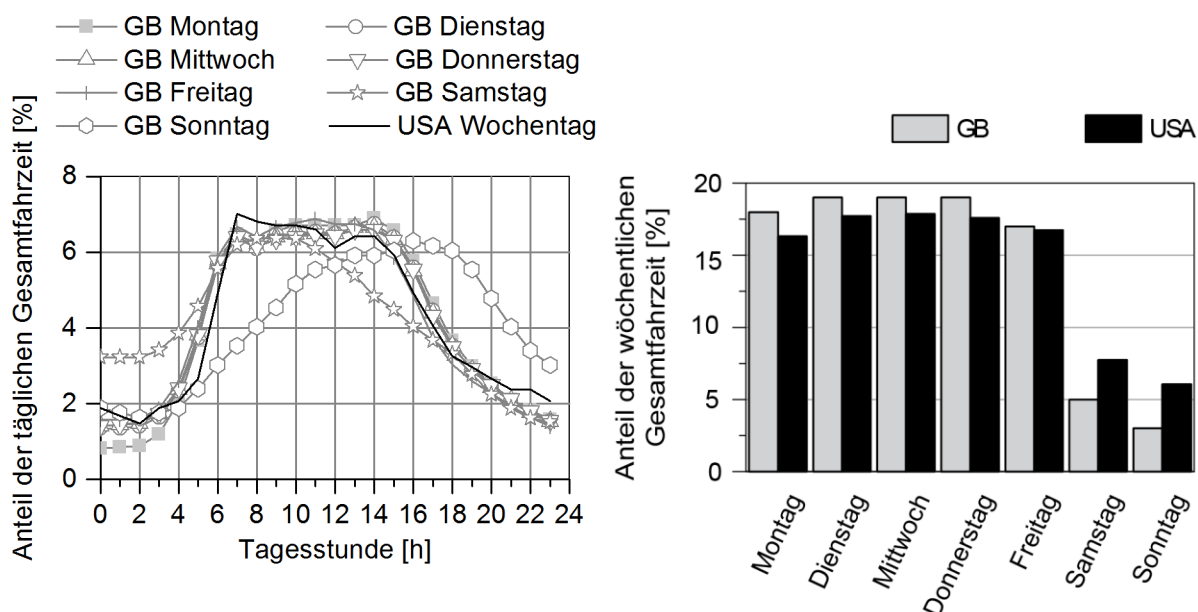 GB Montag
GB Dienstag
GB Mittwoch
GB Donnerstag
GB Freitag
GB Samstag
GB Sonntag
USA Wochentag
Anteil der täglichen Gesamtfahrzeit [%]
8
6
4
2
0
0 2 4 6 8 10 12 14 16 18 20 22 24
Tagesstunde [h]
GB
USA
Anteil der wöchentlichen
Gesamtfahrzeit [%]
20
15
10
5
0
Montag
Dienstag
Mittwoch
Donnerstag
Freitag
Samstag
Sonntag